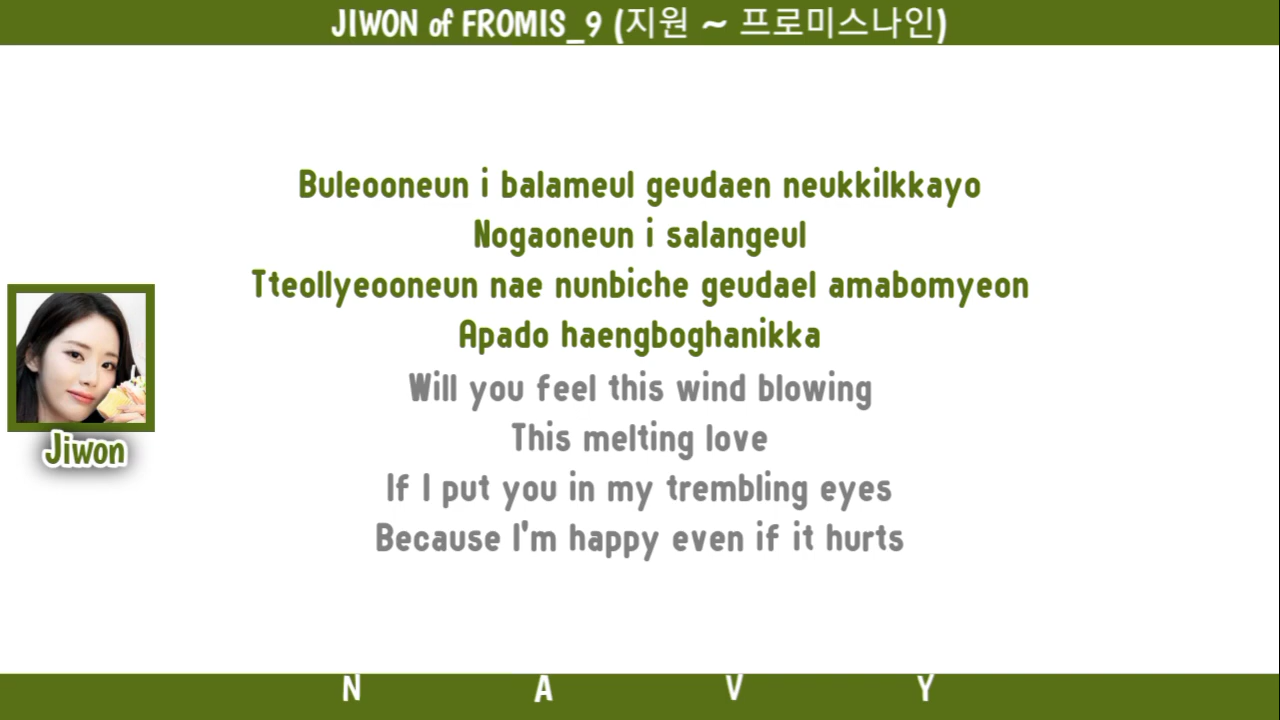 JIWON of FROMIS_9 (지원 ~ 프로미스나인)
Buleooneun i balameul geudaen neukkilkkayo
Nogaoneun i salangeul
Tteollyeooneun nae nunbiche geudael amabomyeon
Apado haengboghanikka
Will you feel this wind blowing
This melting love
If I put you in my trembling eyes
Because I'm happy even if it hurts
Jiwon
N A V Y